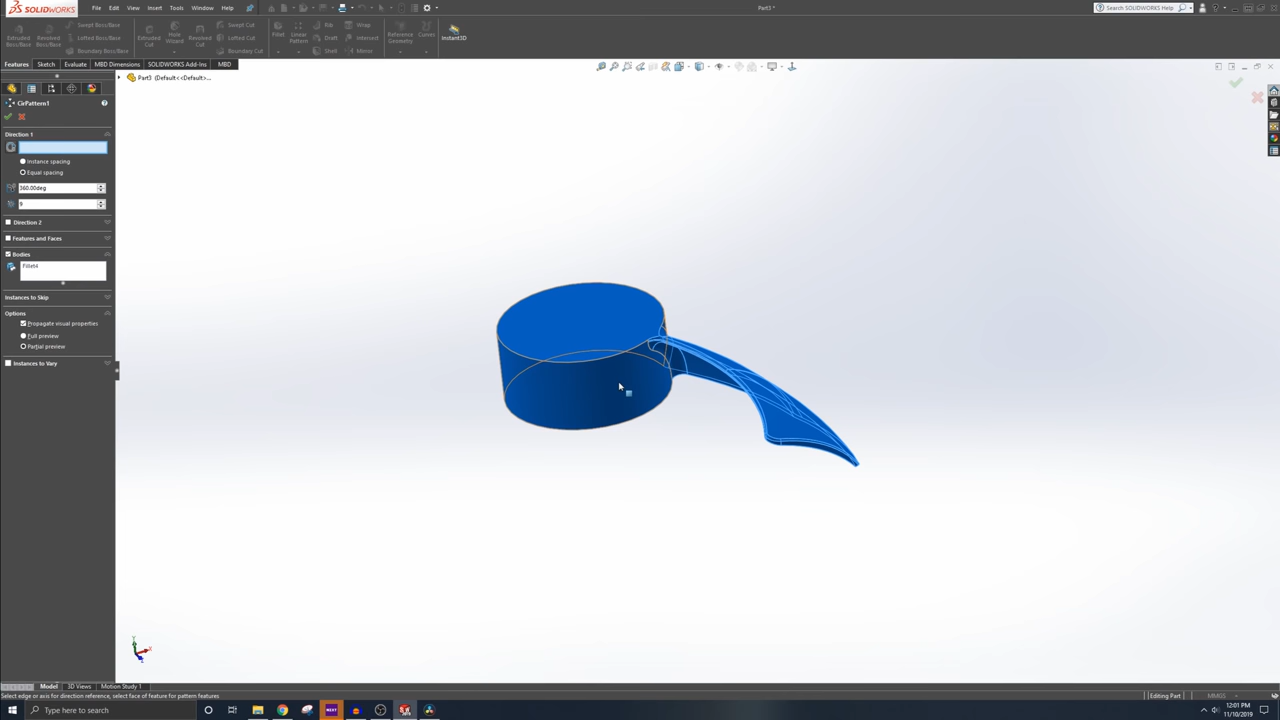 SOLIDWORKS File Edit View Insert Tools Window Help Part3 * Search SOLIDWORKS Help
Extruded Boss/Base Revolved Boss/Base Swept Boss/Base Lofted Boss/Base Boundary Boss/Base Extruded Cut Hole Wizard Revolved Cut Swept Cut Lofted Cut Boundary Cut Fillet Linear Pattern Rib Draft Shell Wrap Intersect Mirror Reference Geometry Curves Instant3D
Features Sketch Evaluate MBD Dimensions SOLIDWORKS Add-Ins MBD
Part3 (Default<<Default>...
CirPattern1
Direction 1
Instance spacing
Equal spacing
360.00deg
9
Direction 2
Features and Faces
Bodies
Fillet4
Instances to Skip
Options
Propagate visual properties
Full preview
Partial preview
Instances to Vary
Y
X
Z
Model 3D Views Motion Study 1
Select edge or axis for direction reference, select face of feature for pattern features Editing Part MMGS
Type here to search NEXT 12:01 PM
11/10/2019